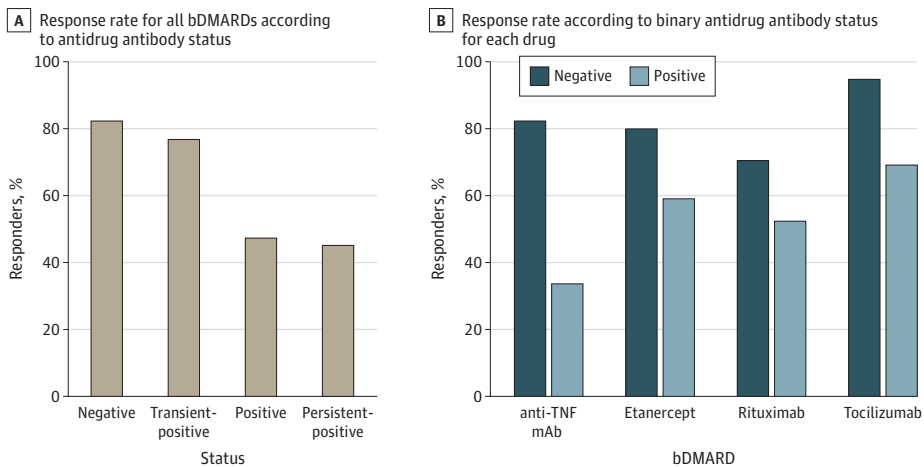 A Response rate for all bDMARDs according
to antidrug antibody status
100
80
60
40
20
0
Responders, %
Negative
Transient-
positive
Positive
Persistent-
positive
Status
B Response rate according to binary antidrug antibody status
for each drug
Negative Positive
100
80
60
40
20
0
Responders, %
anti-TNF
mAb
Etanercept
Rituximab
Tocilizumab
bDMARD